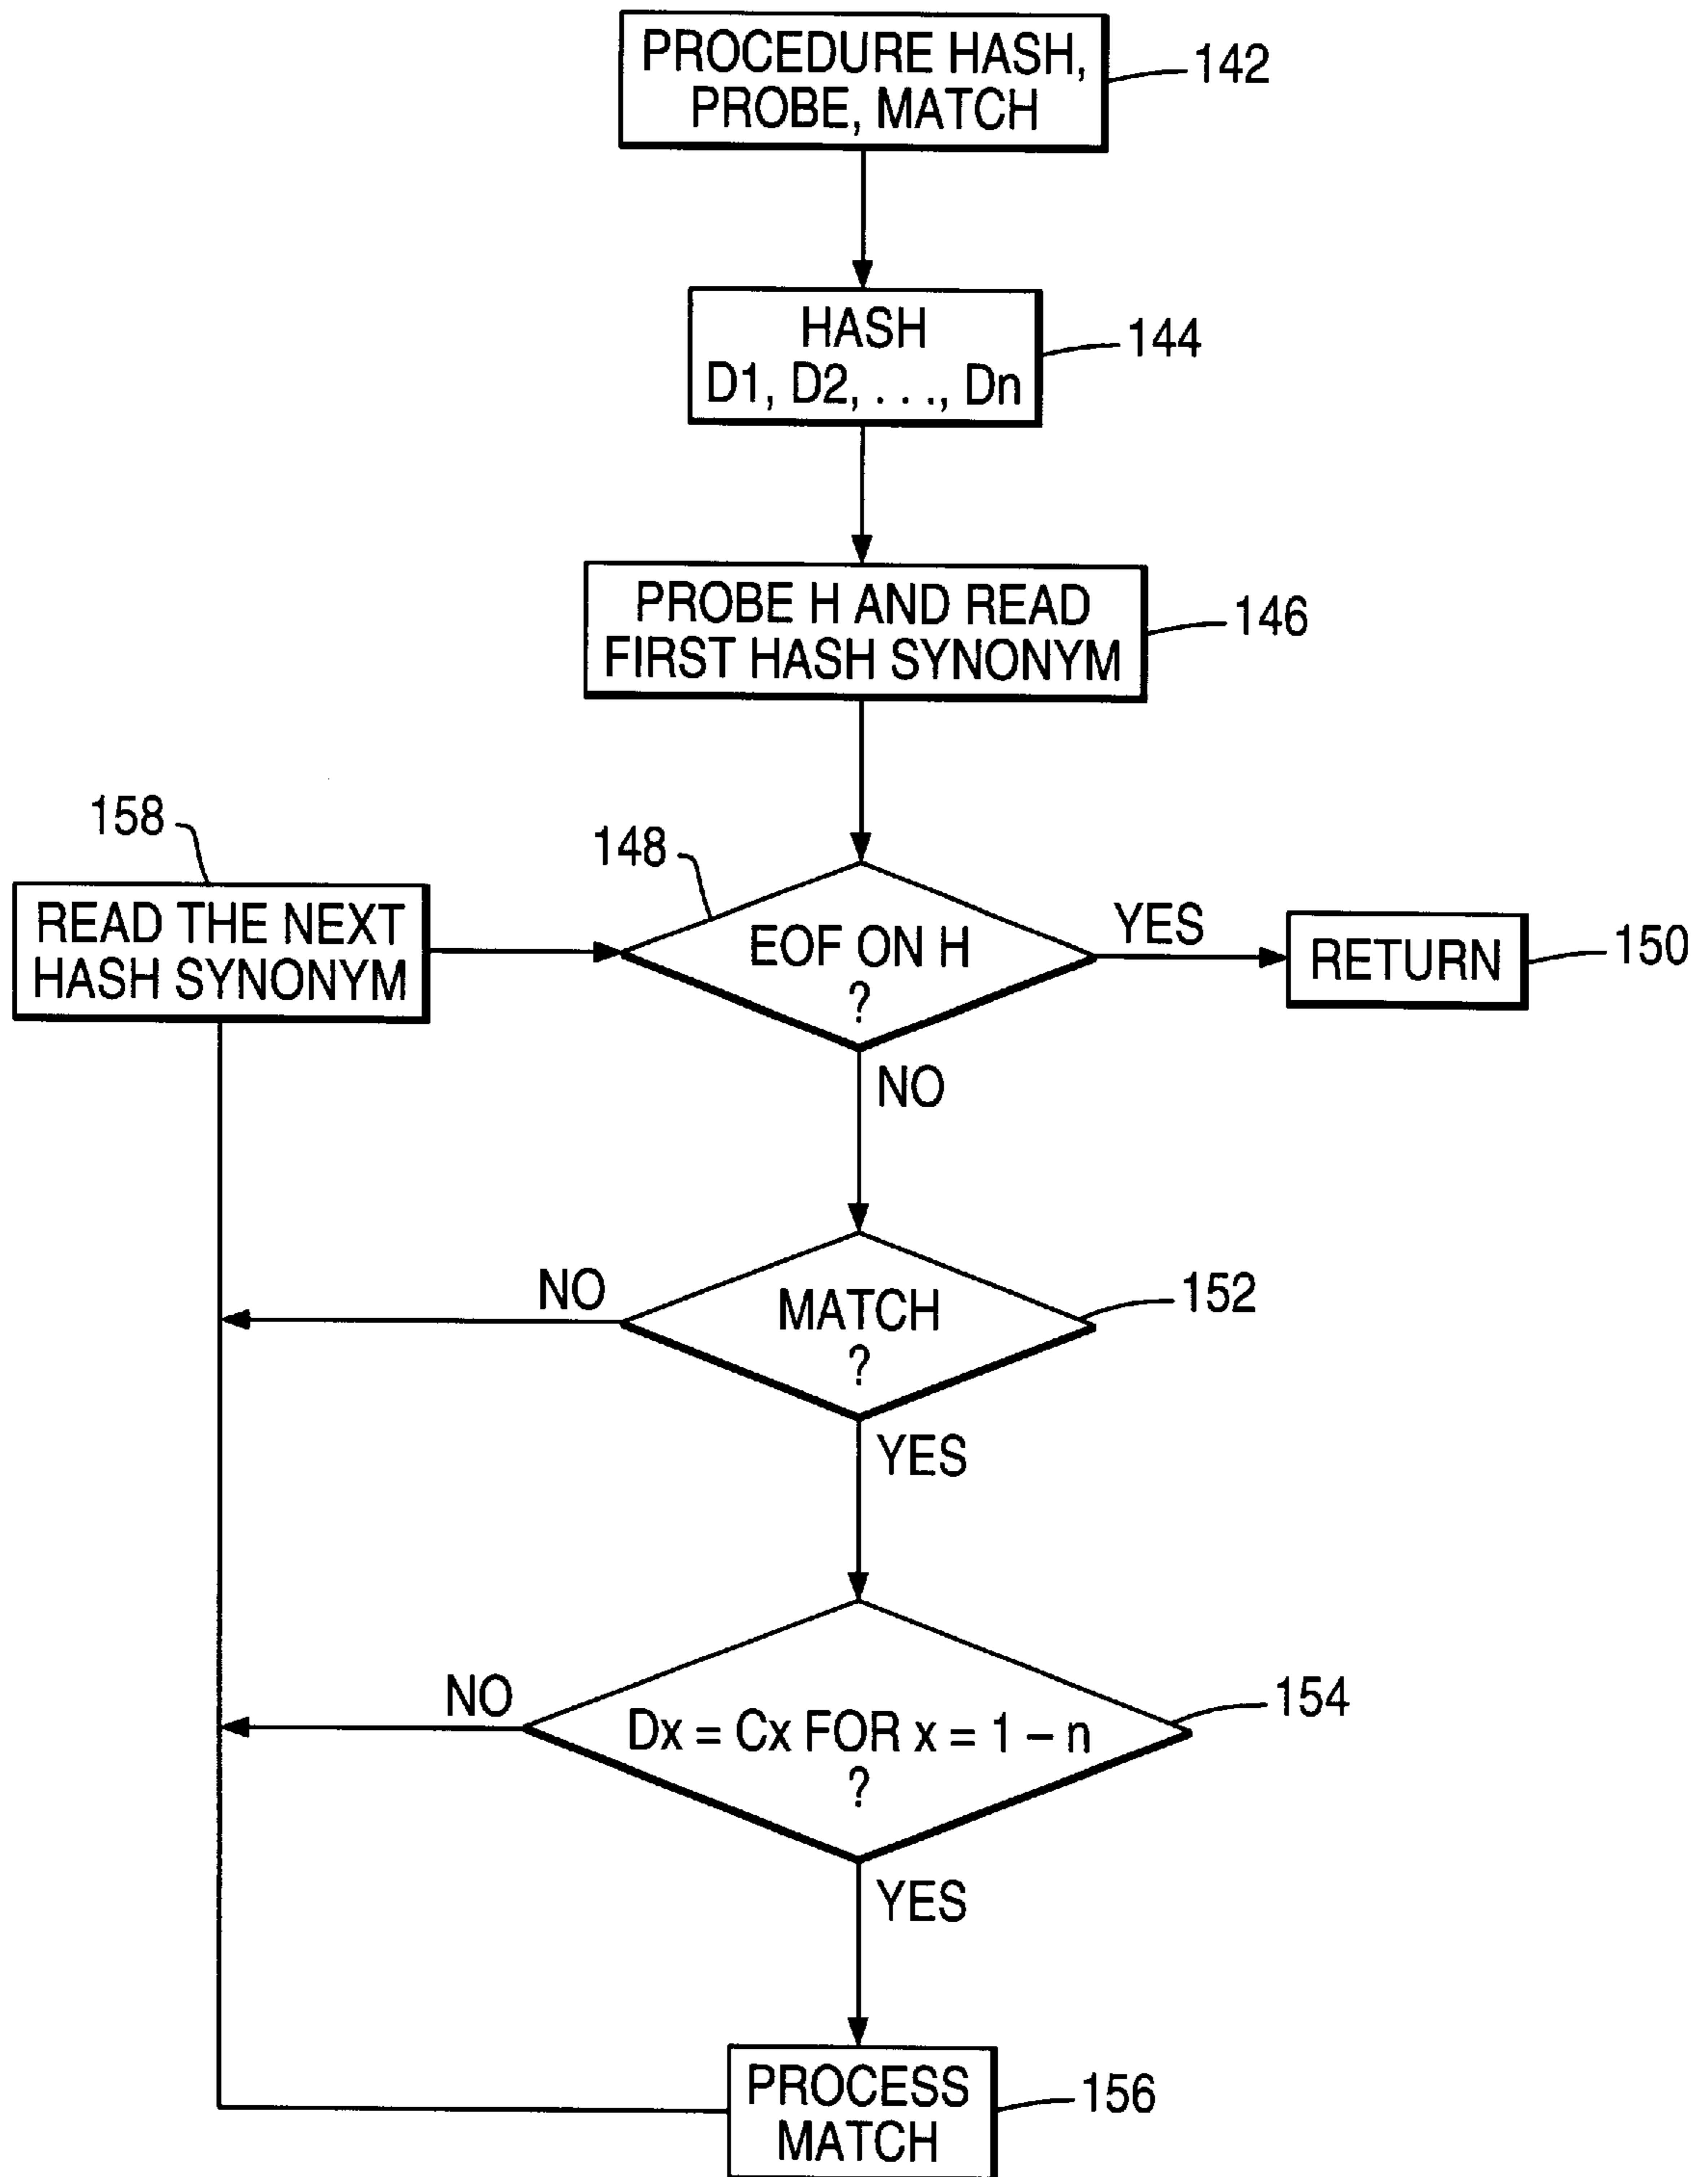 PROCEDURE HASH,
PROBE, MATCH
142
HASH
D1, D2, . . ., Dn
144
PROBE H AND READ
FIRST HASH SYNONYM
146
158
READ THE NEXT
HASH SYNONYM
148
EOF ON H
?
YES
RETURN
150
NO
MATCH
?
152
NO
YES
Dx = Cx FOR x = 1 – n
?
154
NO
YES
PROCESS
MATCH
156